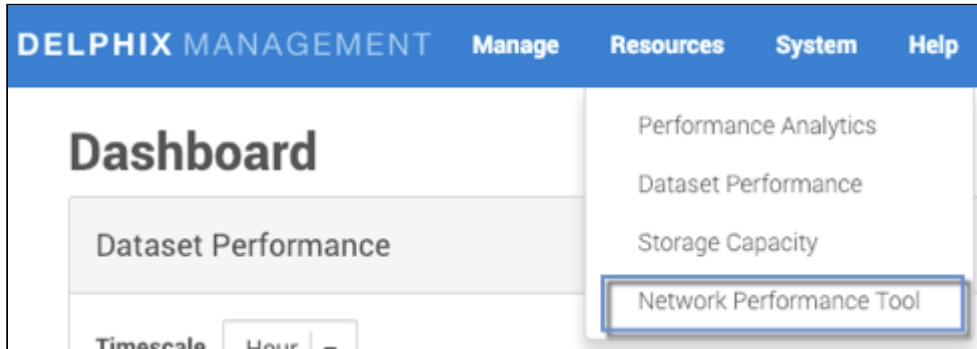 DELPHIX MANAGEMENT Manage Resources System Help
Performance Analytics
Dashboard
Dataset Performance
Dataset Performance
Storage Capacity
Network Performance Tool
Timescale Hour